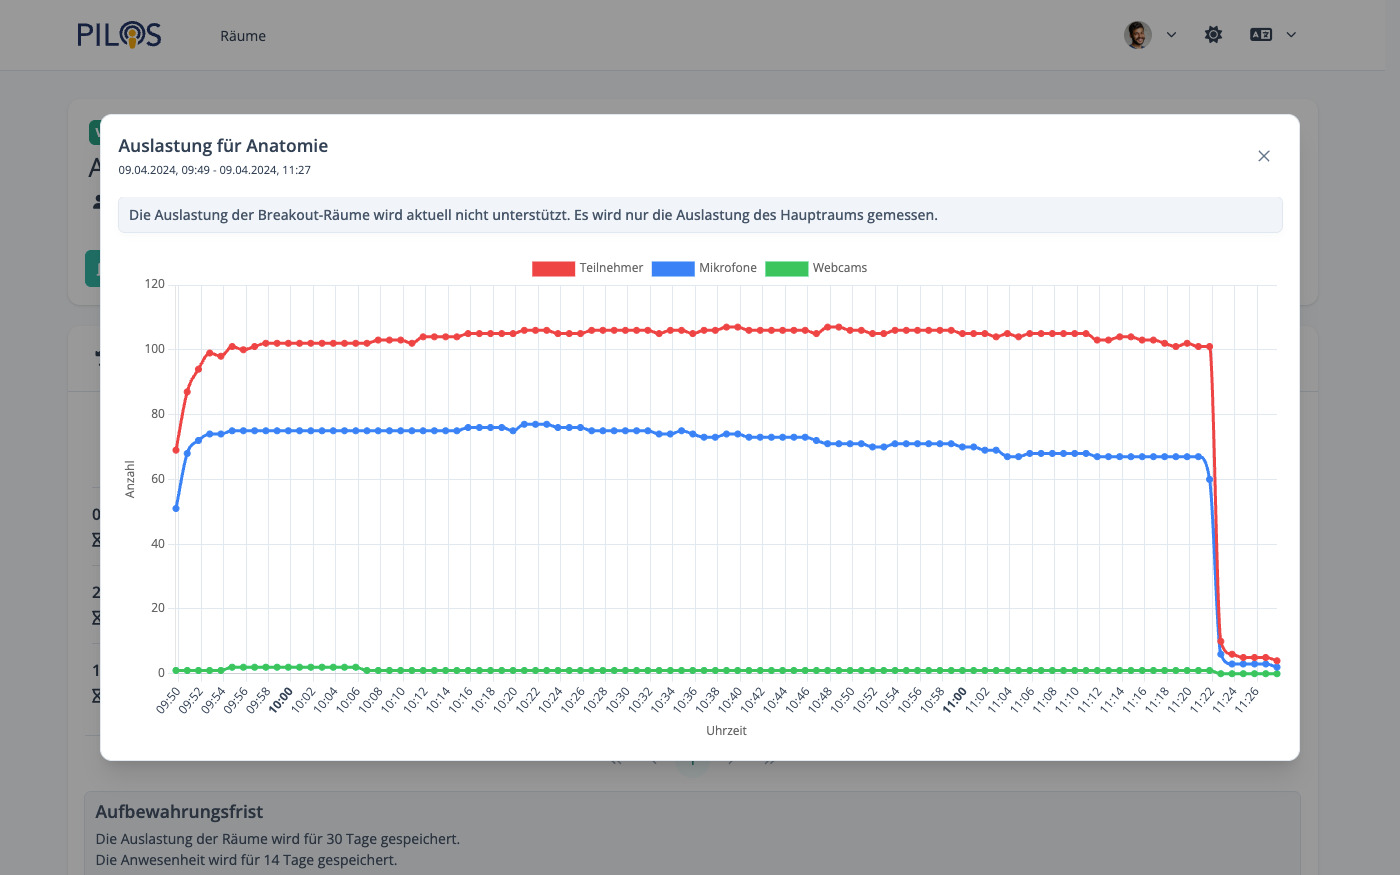 PILOS
Räume
Auslastung für Anatomie
09.04.2024, 09:49 - 09.04.2024, 11:27
Die Auslastung der Breakout-Räume wird aktuell nicht unterstützt. Es wird nur die Auslastung des Hauptraums gemessen.
Teilnehmer Mikrofone Webcams
120
100
80
60
40
20
0
Anzahl
09:50 09:52 09:54 09:56 09:58 10:00 10:02 10:04 10:06 10:08 10:10 10:12 10:14 10:16 10:18 10:20 10:22 10:24 10:26 10:28 10:30 10:32 10:34 10:36 10:38 10:40 10:42 10:44 10:46 10:48 10:50 10:52 10:54 10:56 10:58 11:00 11:02 11:04 11:06 11:08 11:10 11:12 11:14 11:16 11:18 11:20 11:22 11:24 11:26
Uhrzeit
Aufbewahrungsfrist
Die Auslastung der Räume wird für 30 Tage gespeichert.
Die Anwesenheit wird für 14 Tage gespeichert.